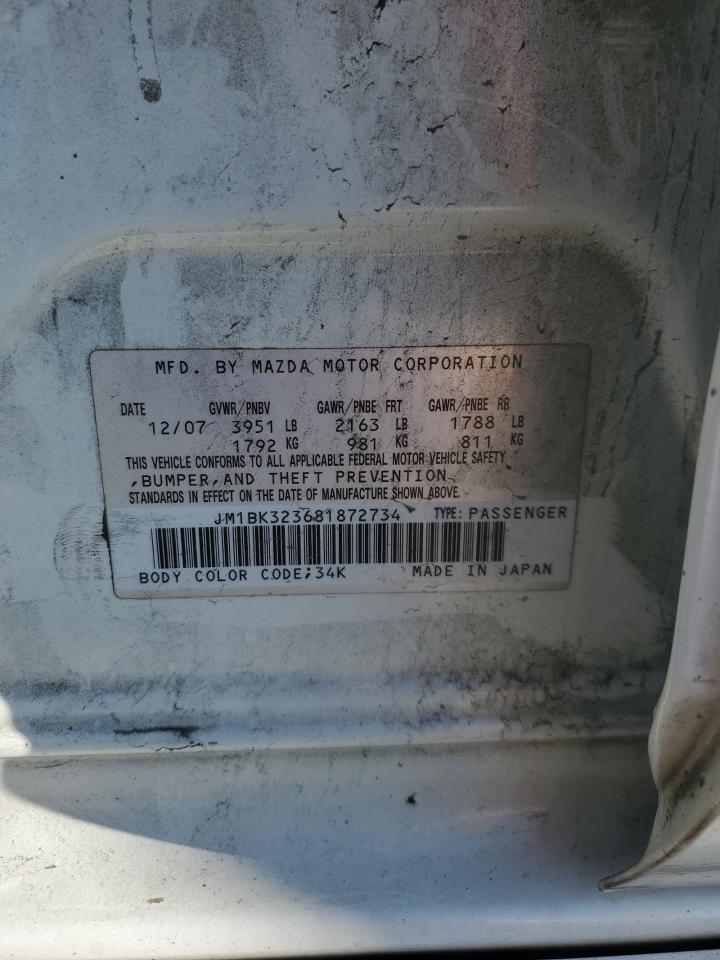 MFD. BY MAZDA MOTOR CORPORATION
DATE GVWR/PNBV GAWR/PNBE FRT GAWR/PNBE RR
12/07 3951 LB 2163 LB 1788 LB
1792 KG 981 KG 811 KG
THIS VEHICLE CONFORMS TO ALL APPLICABLE FEDERAL MOTOR VEHICLE SAFETY
,BUMPER,AND THEFT PREVENTION
STANDARDS IN EFFECT ON THE DATE OF MANUFACTURE SHOWN ABOVE.
JM1BK323681872734 TYPE: PASSENGER
BODY COLOR CODE;34K MADE IN JAPAN